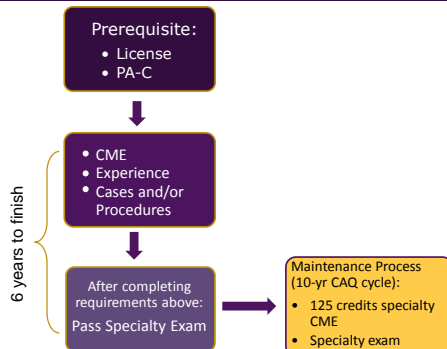 Prerequisite:
• License
• PA-C
6 years to finish
• CME
• Experience
• Cases and/or
Procedures
After completing
requirements above:
Pass Specialty Exam
Maintenance Process
(10-yr CAQ cycle):
• 125 credits specialty
CME
• Specialty exam